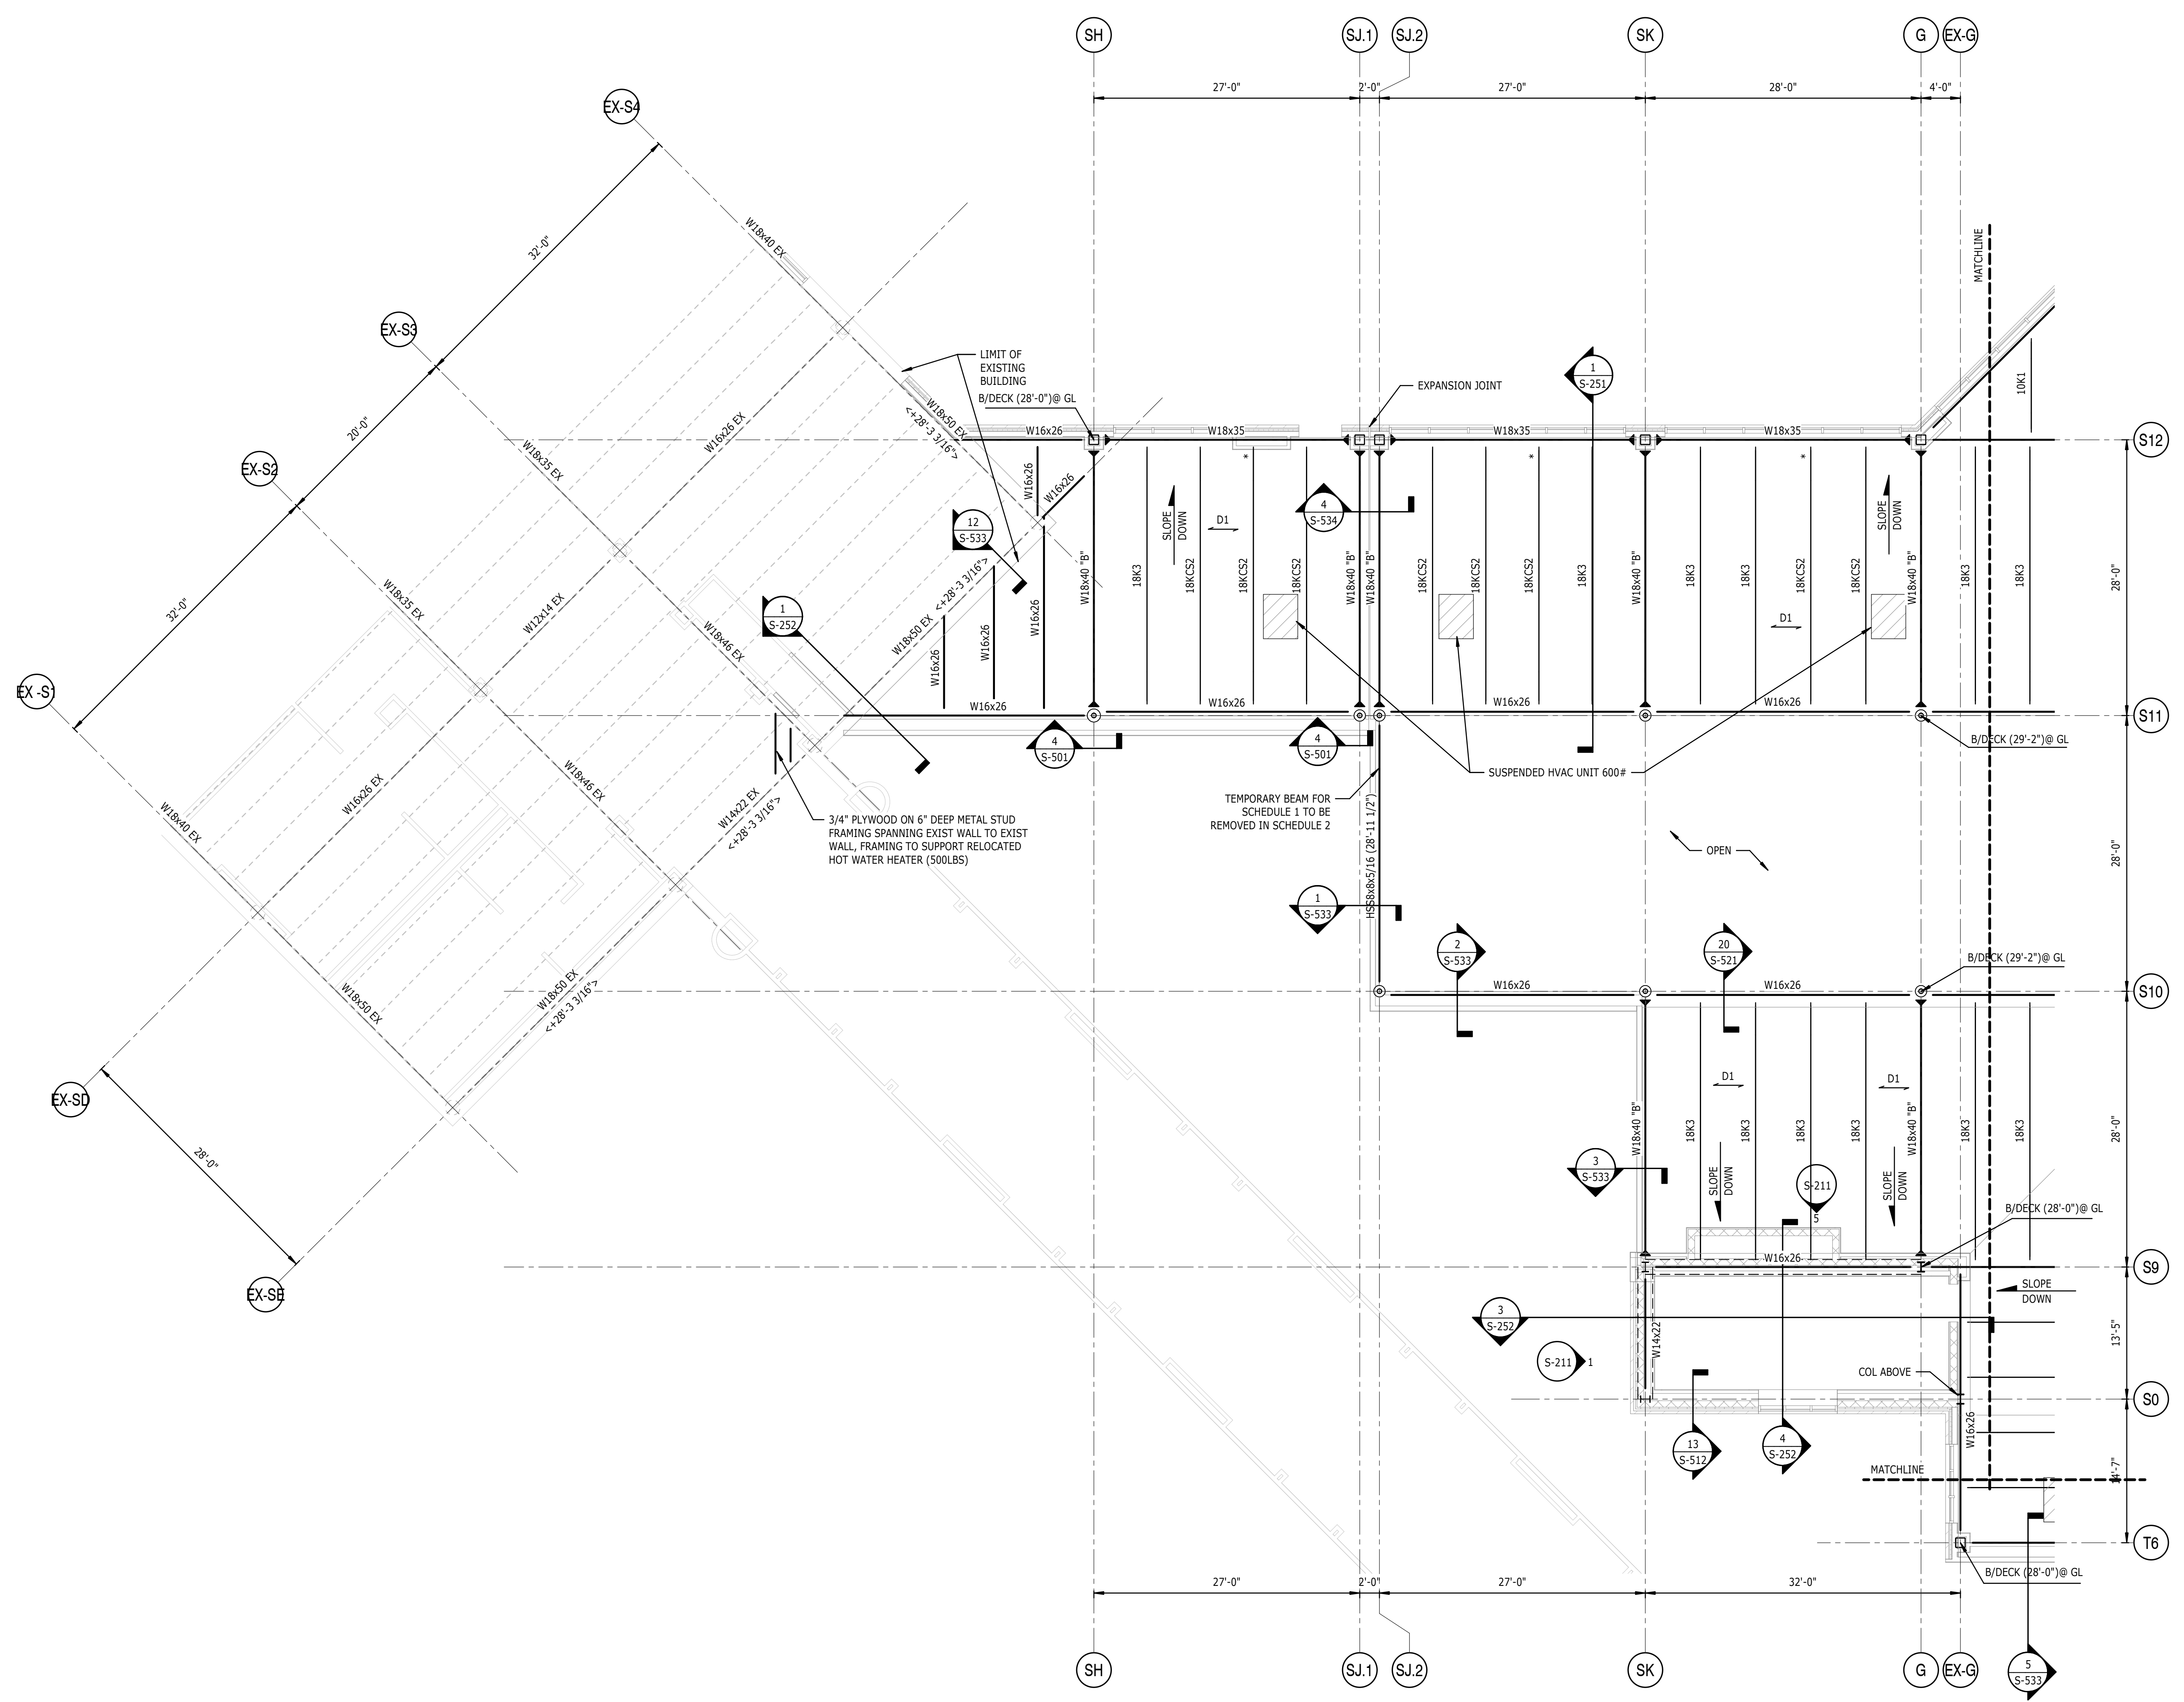 SH
SJ.1
SJ.2
SK
G
EX-G
27'-0"
2'-0"
27'-0"
28'-0"
4'-0"
EX-S4
EX-S3
EX-S2
EX -S1
EX-SD
EX-SE
32'-0"
20'-0"
32'-0"
28'-0"
W18x40 EX
W18x35 EX
W16x26 EX
W18x50 EX
<+28'-3 3/16">
LIMIT OF
EXISTING
BUILDING
B/DECK (28'-0")@ GL
EXPANSION JOINT
1
S-251
MATCHLINE
10K1
W16x26
W18x35
W18x35
W18x35
S12
W16x26
W16x26
12
S-533
SLOPE
DOWN
D1
*
4
S-534
*
*
SLOPE
DOWN
W18x35 EX
W12x14 EX
W18x46 EX
1
S-252
W18x50 EX
<+28'-3 3/16">
W16x26
W16x26
W16x26
W18x40 "B"
18K3
18KCS2
18KCS2
18KCS2
W18x40 "B"
W18x40 "B"
18KCS2
18KCS2
18KCS2
18K3
W18x40 "B"
18K3
18K3
18KCS2
18KCS2
W18x40 "B"
18K3
18K3
D1
28'-0"
W16x26
W16x26
W16x26
W16x26
S11
4
S-501
4
S-501
B/DECK (29'-2")@ GL
SUSPENDED HVAC UNIT 600#
TEMPORARY BEAM FOR
SCHEDULE 1 TO BE
REMOVED IN SCHEDULE 2
HSS8x8x5/16 (28'-11 1/2")
OPEN
28'-0"
W16x26 EX
W18x46 EX
W14x22 EX
<+28'-3 3/16">
3/4" PLYWOOD ON 6" DEEP METAL STUD
FRAMING SPANNING EXIST WALL TO EXIST
WALL, FRAMING TO SUPPORT RELOCATED
HOT WATER HEATER (500LBS)
W18x40 EX
1
S-533
2
S-533
20
S-521
B/DECK (29'-2")@ GL
W16x26
W16x26
S10
W18x50 EX
W18x50 EX
<+28'-3 3/16">
D1
D1
W18x40 "B"
18K3
18K3
18K3
18K3
W18x40 "B"
18K3
18K3
28'-0"
3
S-533
SLOPE
DOWN
S-211
5
SLOPE
DOWN
B/DECK (28'-0")@ GL
W16x26
S9
SLOPE
DOWN
3
S-252
W14x22
S-211
1
COL ABOVE
13'-5"
S0
W16x26
13
S-512
4
S-252
MATCHLINE
14'-7"
T6
B/DECK (28'-0")@ GL
27'-0"
2'-0"
27'-0"
32'-0"
SH
SJ.1
SJ.2
SK
G
EX-G
5
S-533